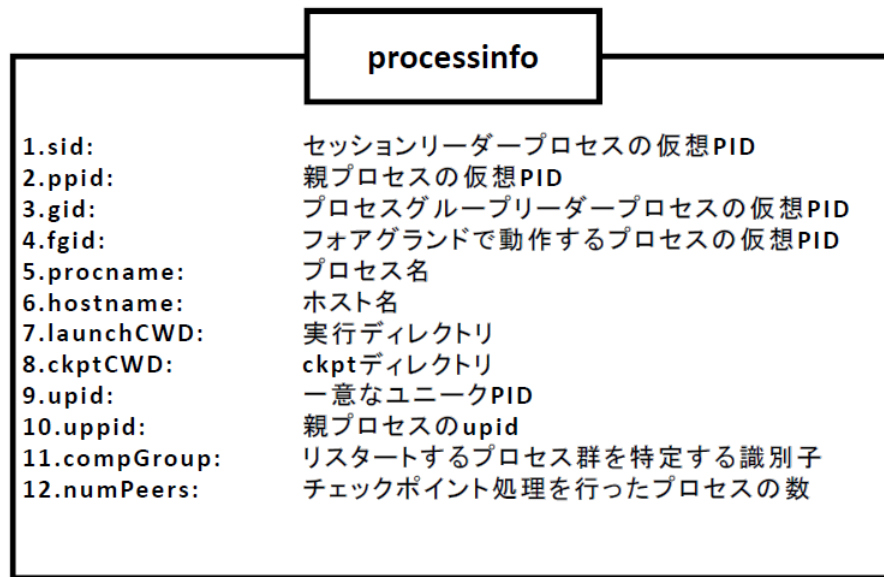 processinfo
1.sid: セッションリーダープロセスの仮想PID
2.ppid: 親プロセスの仮想PID
3.gid: プロセスグループリーダープロセスの仮想PID
4.fgid: フォアグランドで動作するプロセスの仮想PID
5.procname: プロセス名
6.hostname: ホスト名
7.launchCWD: 実行ディレクトリ
8.ckptCWD: ckptディレクトリ
9.upid: 一意なユニークPID
10.uppid: 親プロセスのupid
11.compGroup: リスタートするプロセス群を特定する識別子
12.numPeers: チェックポイント処理を行ったプロセスの数